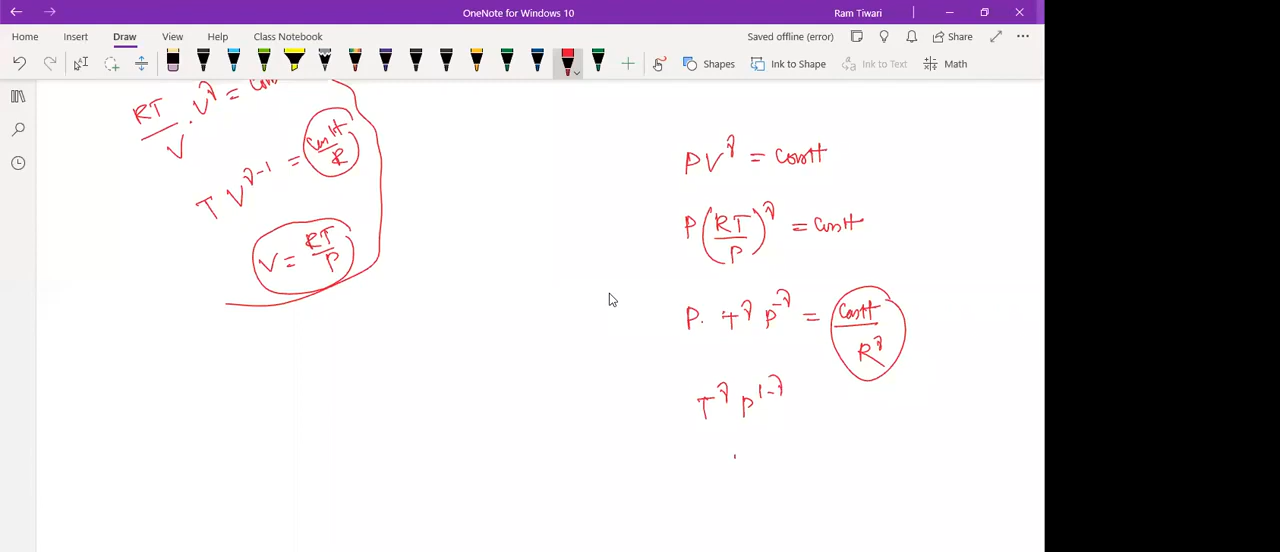 OneNote for Windows 10
Ram Tiwari
Home Insert Draw View Help Class Notebook
Saved offline (error) Share
Shapes Ink to Shape Ink to Text Math
RT/V . V^γ =
T V^γ-1 = const/R
V = RT/P
PV^γ = const
P(RT/P)^γ = const
P. T^γ P^-γ = const/R^γ
T^γ P^1-γ